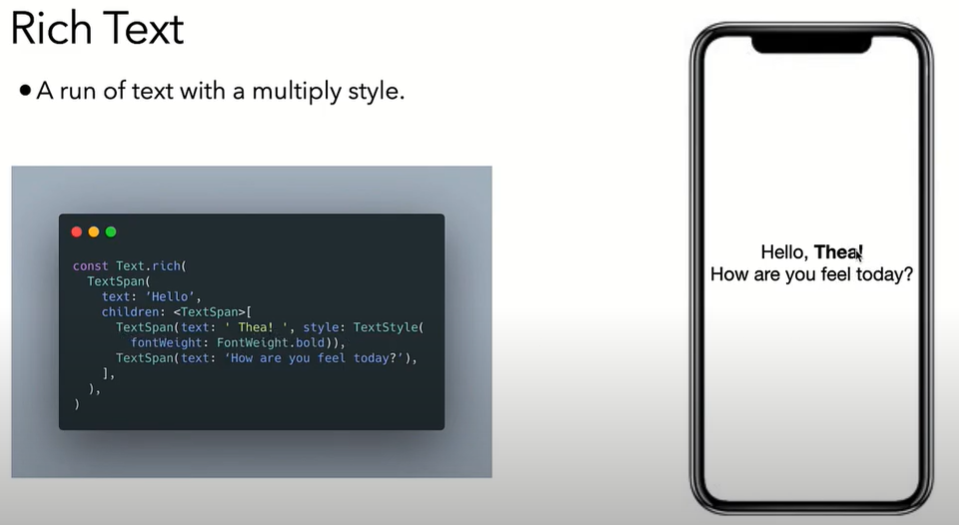 Rich Text
• A run of text with a multiply style.
const Text.rich(
  TextSpan(
    text: ‘Hello’,
    children: <TextSpan>[
      TextSpan(text: ' Thea! ', style: TextStyle(
        fontWeight: FontWeight.bold)),
      TextSpan(text: ‘How are you feel today?’),
    ],
  ),
)
Hello, Thea!
How are you feel today?